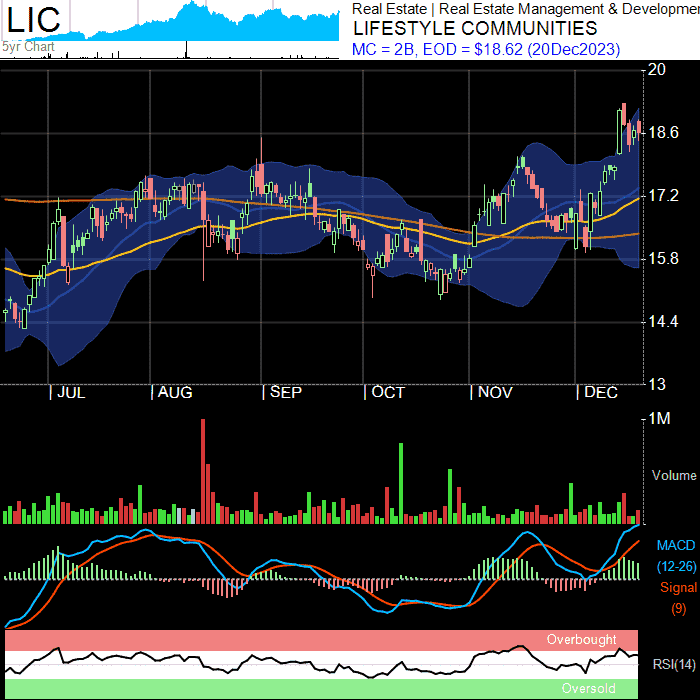 LIC
5yr Chart
Real Estate | Real Estate Management & Developmen
LIFESTYLE COMMUNITIES
MC = 2B, EOD = $18.62 (20Dec2023)
20
18.6
17.2
15.8
14.4
13
| JUL | AUG | SEP | OCT | NOV | DEC
1M
Volume
MACD
(12-26)
Signal
(9)
Overbought
RSI(14)
Oversold